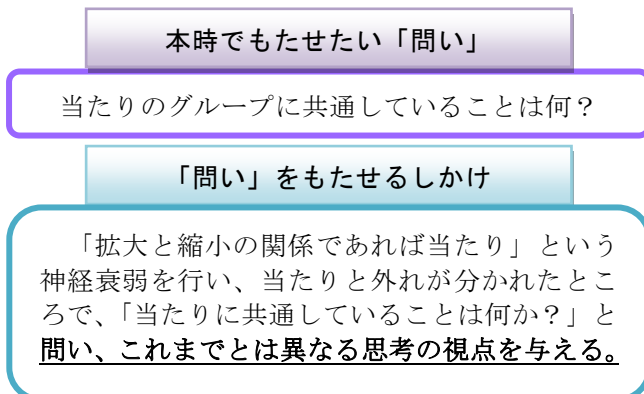 本時でもたせたい「問い」
当たりのグループに共通していることは何？
「問い」をもたせるしかけ
「拡大と縮小の関係であれば当たり」という
神経衰弱を行い、当たりと外れが分かれたとこ
ろで、「当たりに共通していることは何か？」と
問い、これまでとは異なる思考の視点を与える。